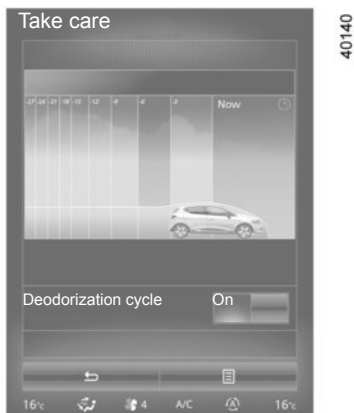 Take care
-27 -24 -21 -18 -15 -12 -9 -6 -3 Now
Deodorization cycle On
16°c 4 A/C 16°c
40140